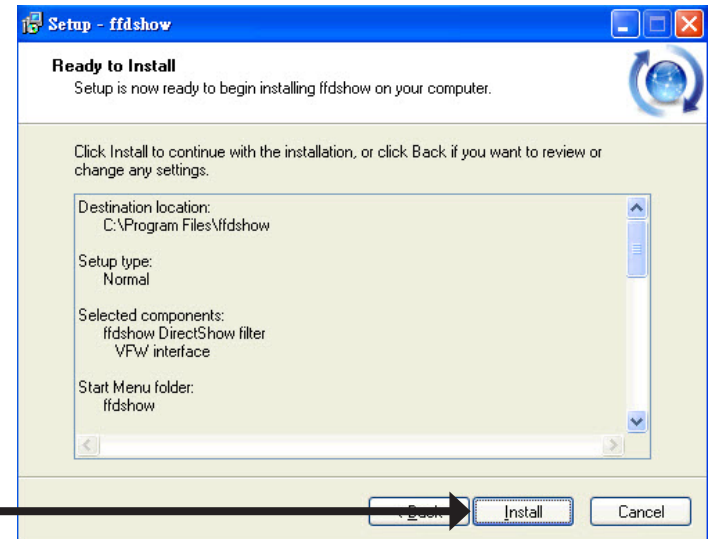 Setup - ffdshow
Ready to Install
Setup is now ready to begin installing ffdshow on your computer.
Click Install to continue with the installation, or click Back if you want to review or
change any settings.
Destination location:
C:\Program Files\ffdshow
Setup type:
Normal
Selected components:
ffdshow DirectShow filter
VFW interface
Start Menu folder:
ffdshow
< Back
Install
Cancel